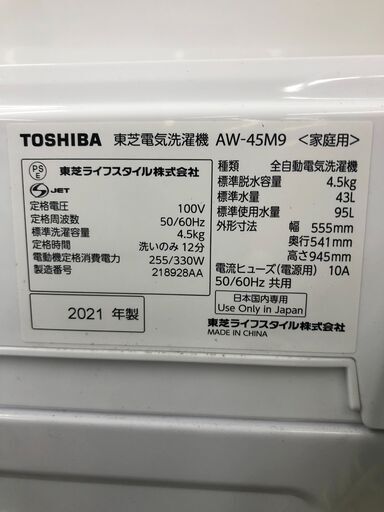 TOSHIBA 東芝電気洗濯機 AW-45M9 <家庭用>
PS
E
東芝ライフスタイル株式会社
S JET
定格電圧 100V
定格周波数 50/60Hz
標準洗濯容量 4.5kg
定格時間 洗いのみ 12分
電動機定格消費電力 255/330W
製造番号 218928AA
2021 年製
種類 全自動電気洗濯機
標準脱水容量 4.5kg
標準水量 43L
標準使用水量 95L
外形寸法 幅 555mm
奥行541mm
高さ945mm
電流ヒューズ(電源用) 10A
50/60Hz 共用
日本国内専用
Use Only in Japan
東芝ライフスタイル株式会社
MADE IN CHINA